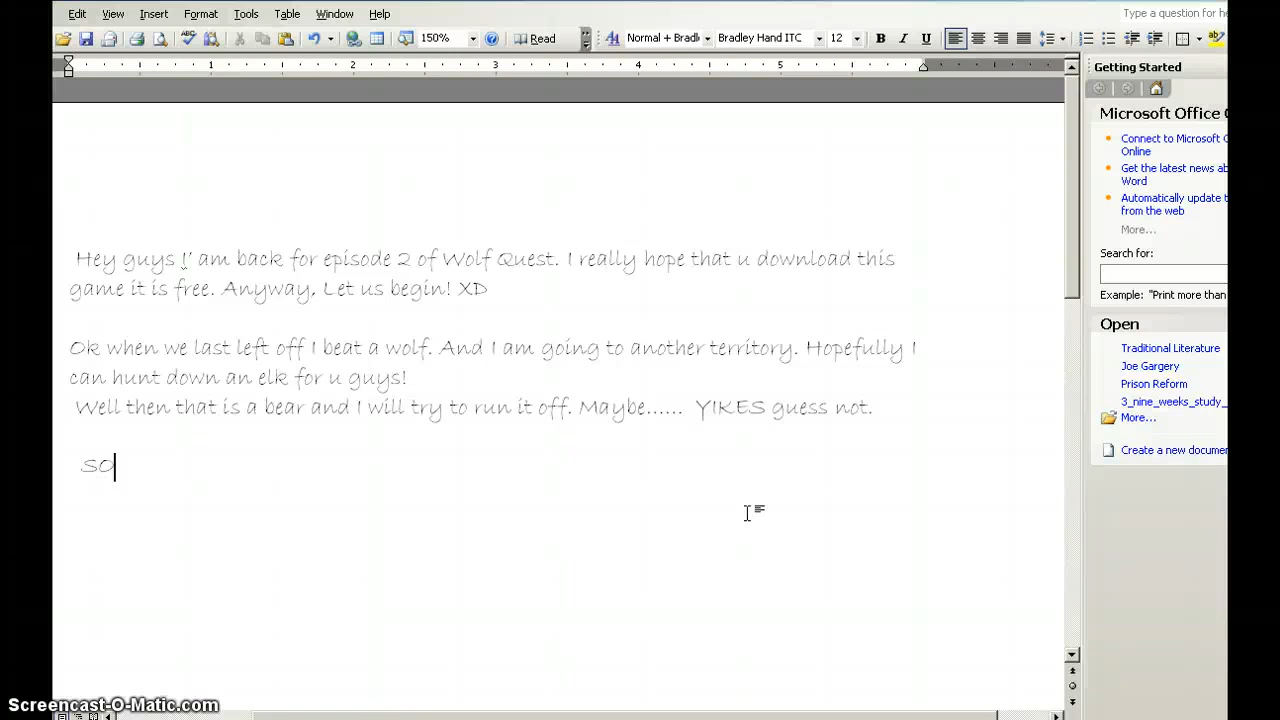 Edit View Insert Format Tools Table Window Help
Type a question for he
150% Read Normal + Bradl Bradley Hand ITC 12 B I U
1 2 3 4 5
Getting Started
Microsoft Office
Connect to Microsoft
Online
Get the latest news ab
Word
Automatically update t
from the web
More...
Search for:
Example: "Print more than
Open
Traditional Literature
Joe Gargery
Prison Reform
3_nine_weeks_study_
More...
Create a new documer
Hey guys !' am back for episode 2 of Wolf Quest. I really hope that u download this
game it is free. Anyway, Let us begin! XD
Ok when we last left off I beat a wolf. And I am going to another territory. Hopefully I
can hunt down an elk for u guys!
Well then that is a bear and I will try to run it off. Maybe...... YIKES guess not.
SO
Screencast-O-Matic.com